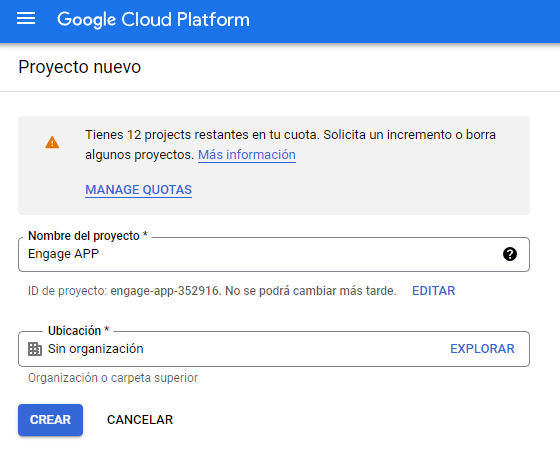 Google Cloud Platform
Proyecto nuevo
Tienes 12 projects restantes en tu cuota. Solicita un incremento o borra
algunos proyectos. Más información
MANAGE QUOTAS
Nombre del proyecto *
Engage APP
ID de proyecto: engage-app-352916. No se podrá cambiar más tarde. EDITAR
Ubicación *
Sin organización EXPLORAR
Organización o carpeta superior
CREAR CANCELAR